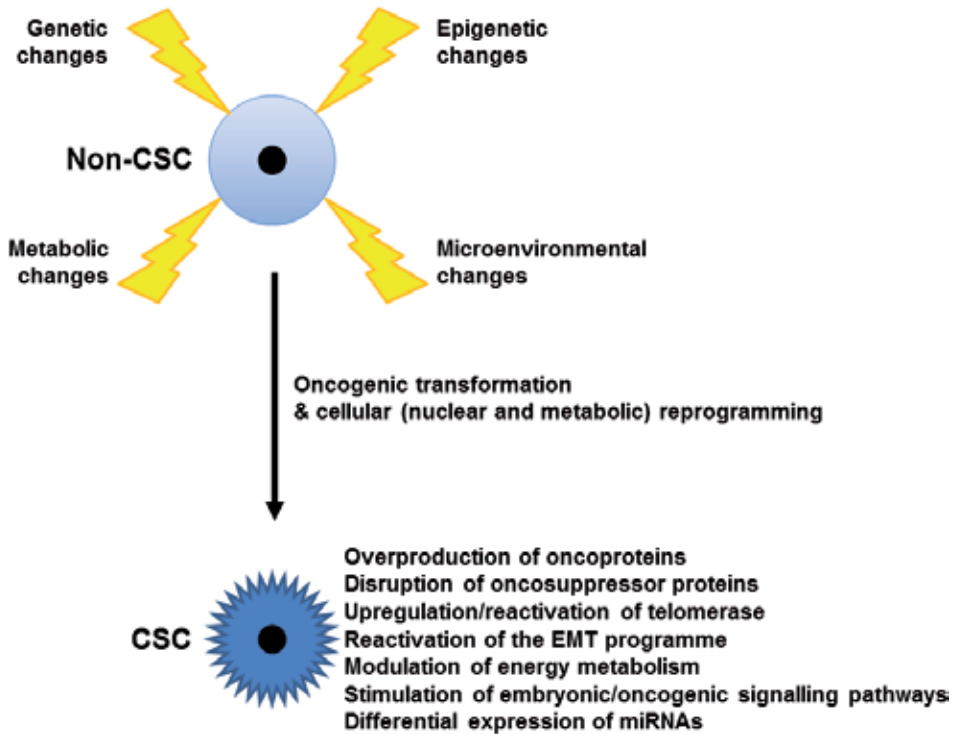 Genetic
changes
Epigenetic
changes
Non-CSC
Metabolic
changes
Microenvironmental
changes
Oncogenic transformation
& cellular (nuclear and metabolic) reprogramming
CSC
Overproduction of oncoproteins
Disruption of oncosuppressor proteins
Upregulation/reactivation of telomerase
Reactivation of the EMT programme
Modulation of energy metabolism
Stimulation of embryonic/oncogenic signalling pathways
Differential expression of miRNAs